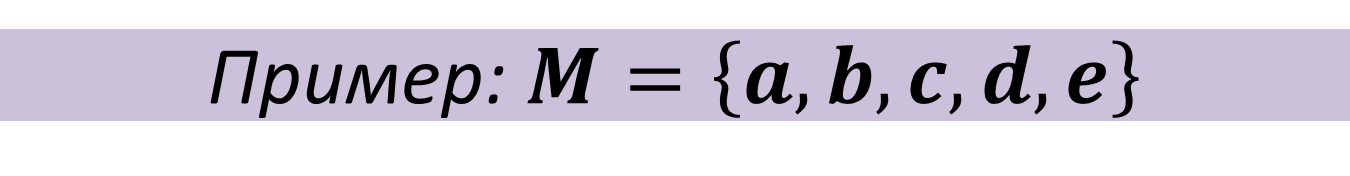 Пример: M = {a, b, c, d, e}